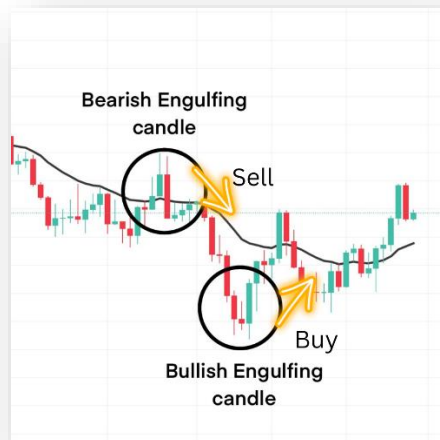 Bearish Engulfing
candle
Sell
Buy
Bullish Engulfing
candle